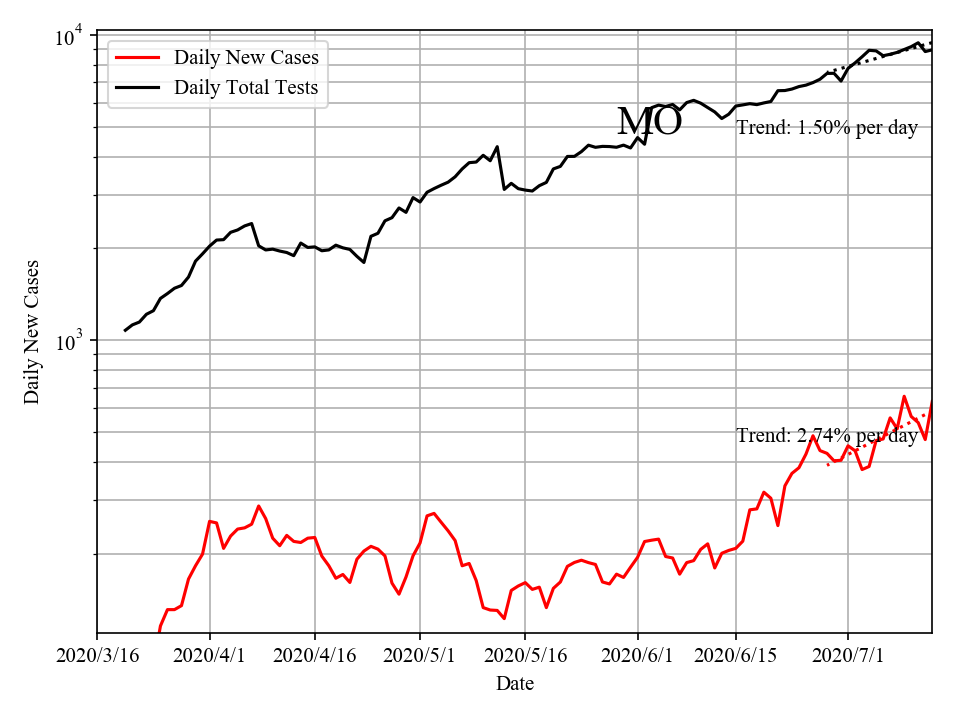 10^4
Daily New Cases
Daily Total Tests
MO
Trend: 1.50% per day
10^3
Trend: 2.74% per day
Daily New Cases
2020/3/16 2020/4/1 2020/4/16 2020/5/1 2020/5/16 2020/6/1 2020/6/15 2020/7/1
Date